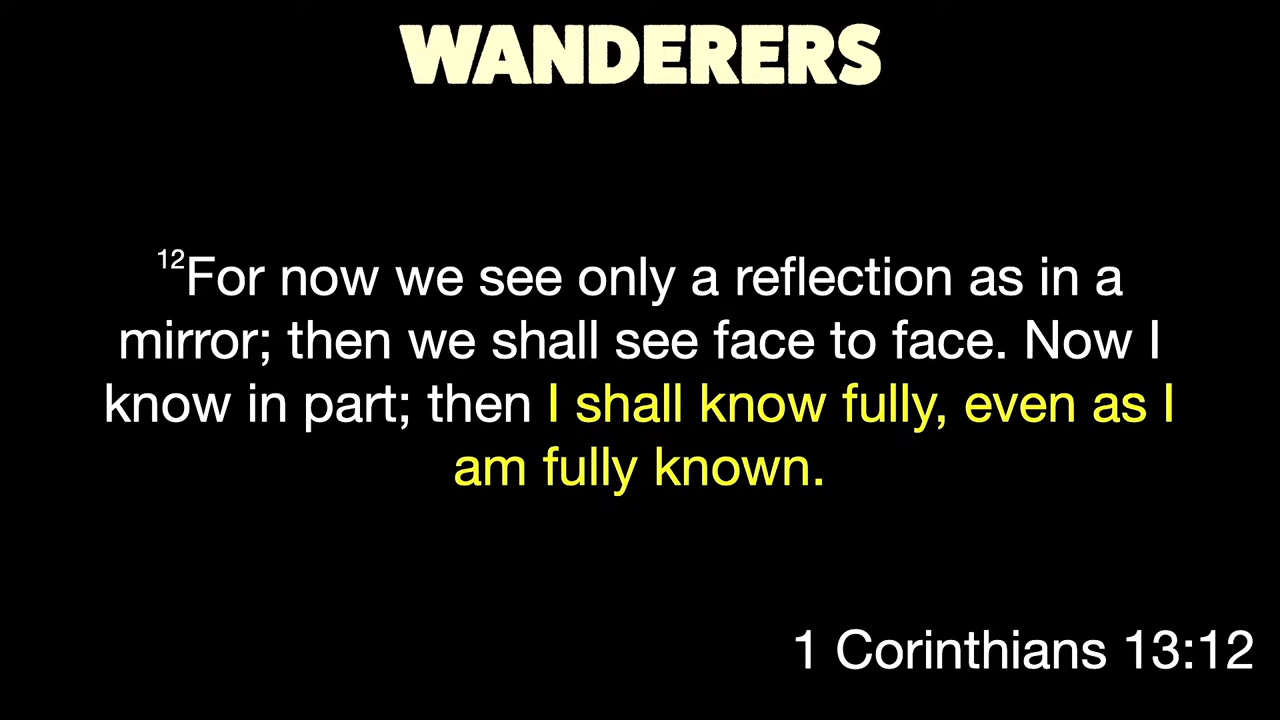 WANDERERS
12For now we see only a reflection as in a
mirror; then we shall see face to face. Now I
know in part; then I shall know fully, even as I
am fully known.
1 Corinthians 13:12